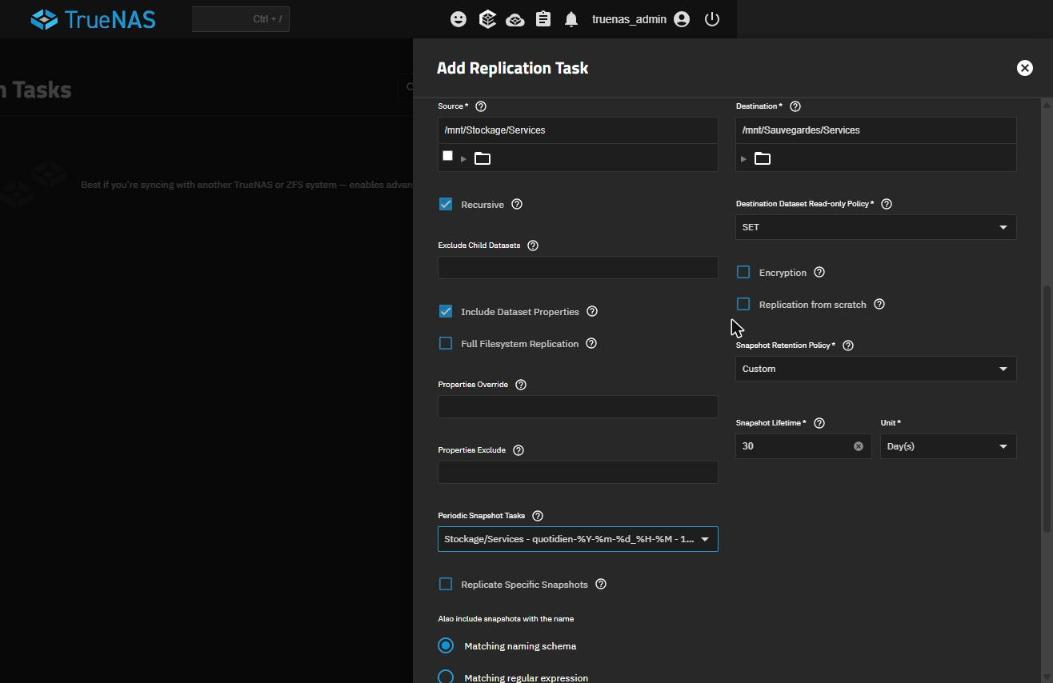 TrueNAS
Ctrl + /
truenas_admin
n Tasks
Best if you're syncing with another TrueNAS or ZFS system — enables advan
Add Replication Task
Source *
/mnt/Stockage/Services
Recursive
Exclude Child Datasets
Include Dataset Properties
Full Filesystem Replication
Properties Override
Properties Exclude
Periodic Snapshot Tasks
Stockage/Services - quotidien-%Y-%m-%d_%H-%M - 1...
Replicate Specific Snapshots
Also include snapshots with the name
Matching naming schema
Matching regular expression
Destination *
/mnt/Sauvegardes/Services
Destination Dataset Read-only Policy *
SET
Encryption
Replication from scratch
Snapshot Retention Policy *
Custom
Snapshot Lifetime *
30
Unit *
Day(s)